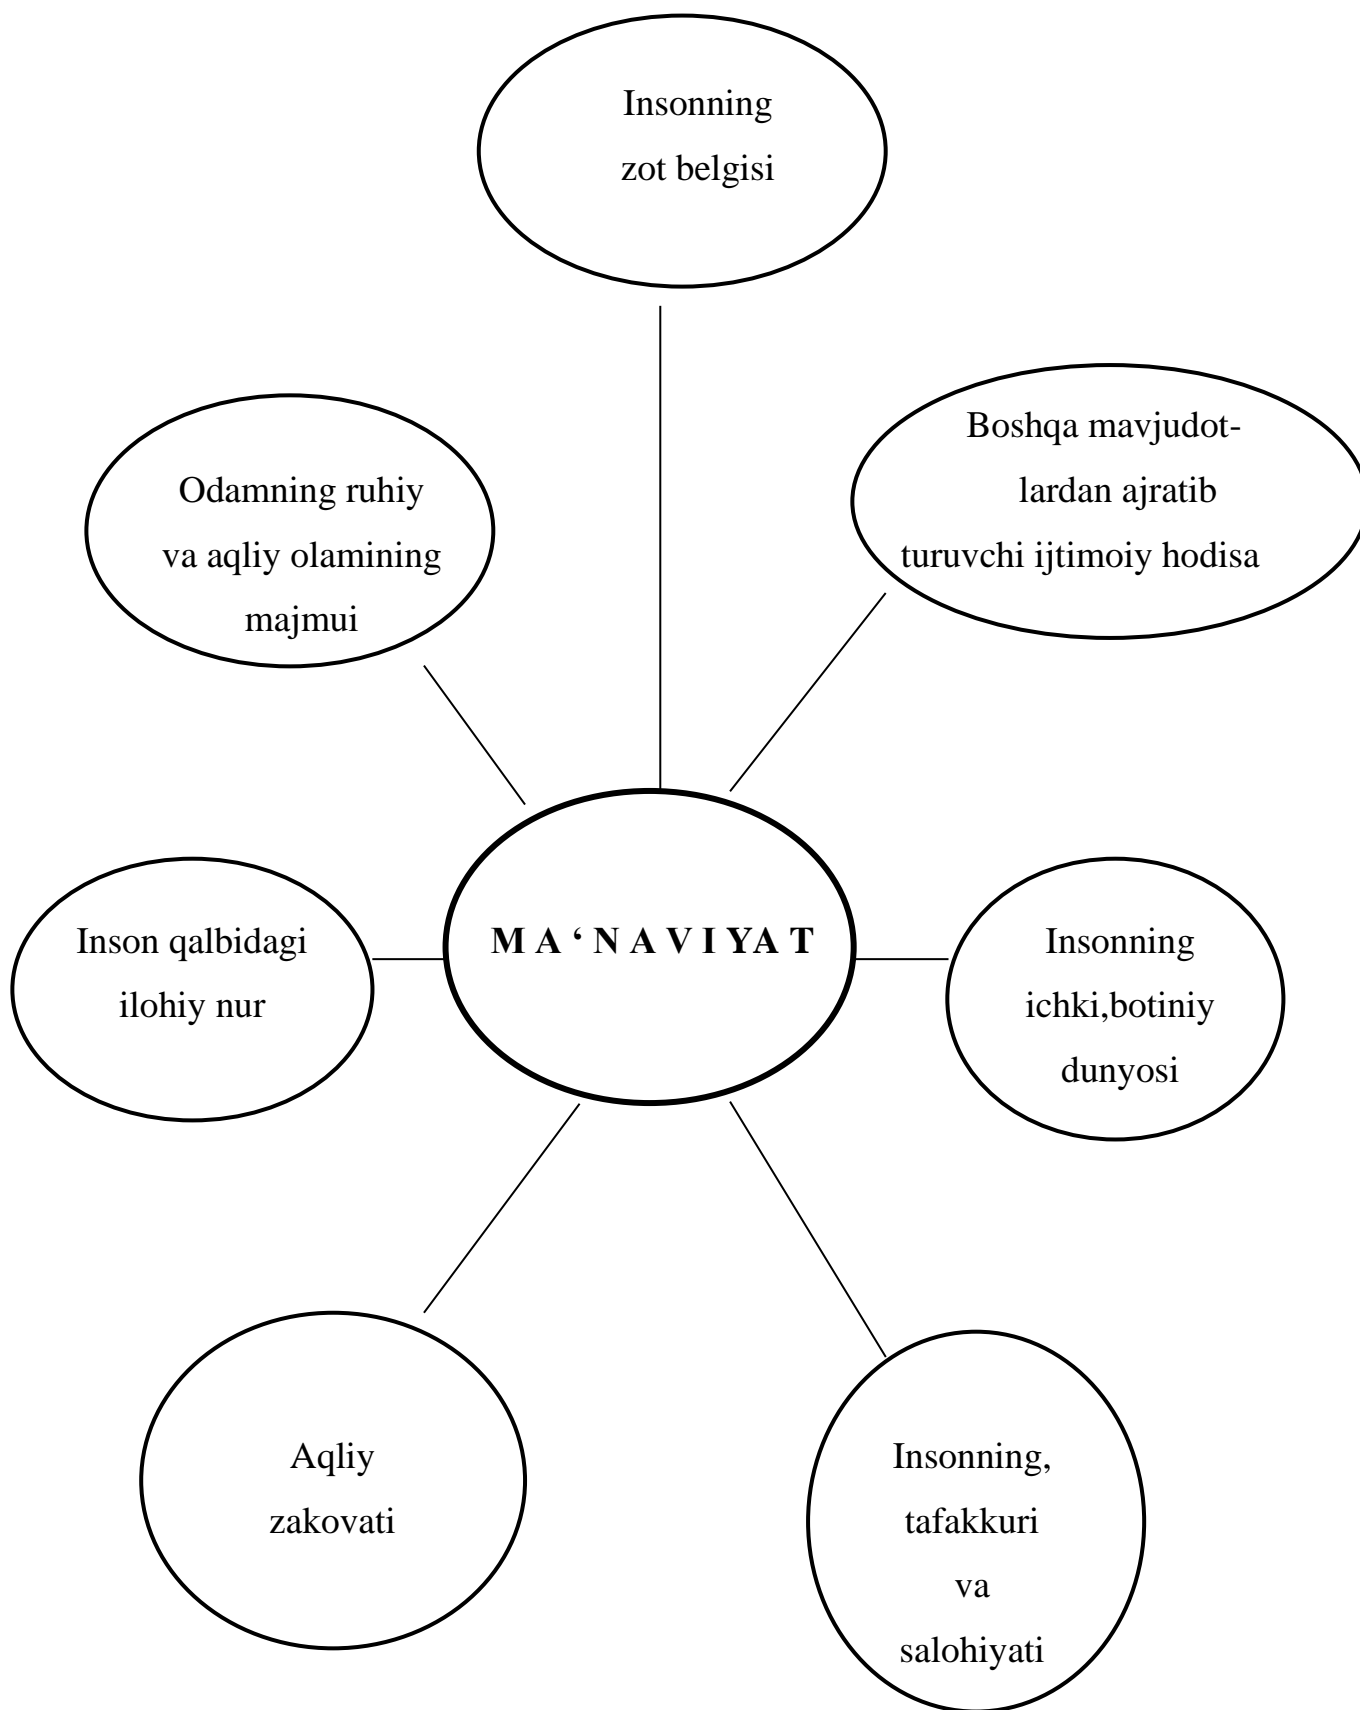 Insonning
zot belgisi
Boshqa mavjudot-
lardan ajratib
turuvchi ijtimoiy hodisa
Odamning ruhiy
va aqliy olamining
majmui
Inson qalbidagi
ilohiy nur
M A ‘ N A V I YA T
Insonning
ichki,botiniy
dunyosi
Aqliy
zakovati
Insonning,
tafakkuri
va
salohiyati